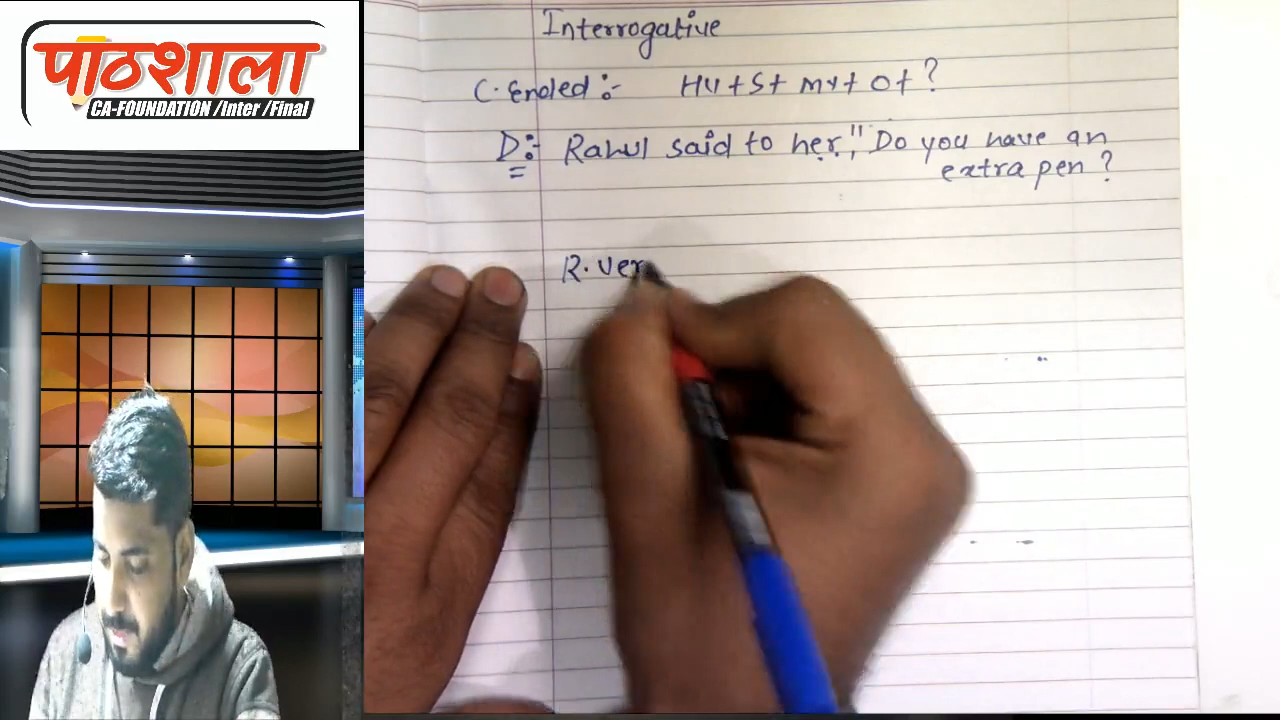 पाठशाला
CA-FOUNDATION /Inter /Final
Interrogative
C. Ended :- HV + S + MV + O + ?
D:- Rahul said to her, " Do you have an
extra pen ?
R. ver